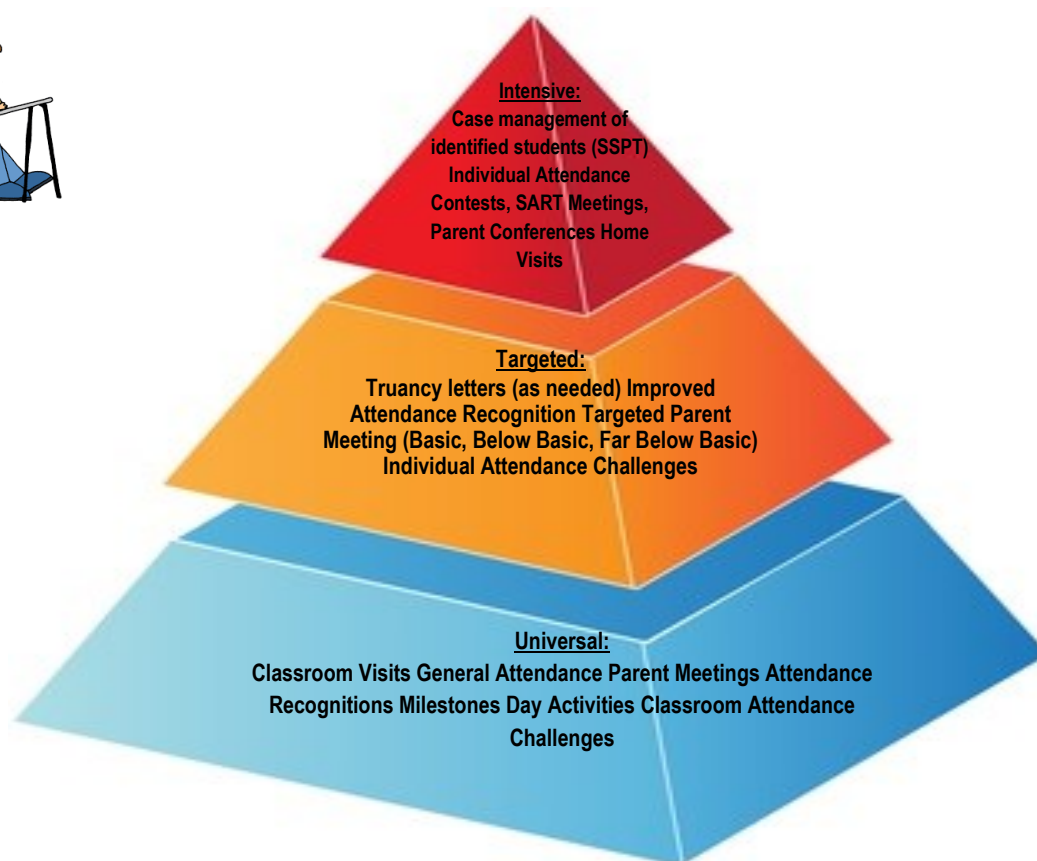 Intensive:
Case management of
identified students (SSPT)
Individual Attendance
Contests, SART Meetings,
Parent Conferences Home
Visits
Targeted:
Truancy letters (as needed) Improved
Attendance Recognition Targeted Parent
Meeting (Basic, Below Basic, Far Below Basic)
Individual Attendance Challenges
Universal:
Classroom Visits General Attendance Parent Meetings Attendance
Recognitions Milestones Day Activities Classroom Attendance
Challenges